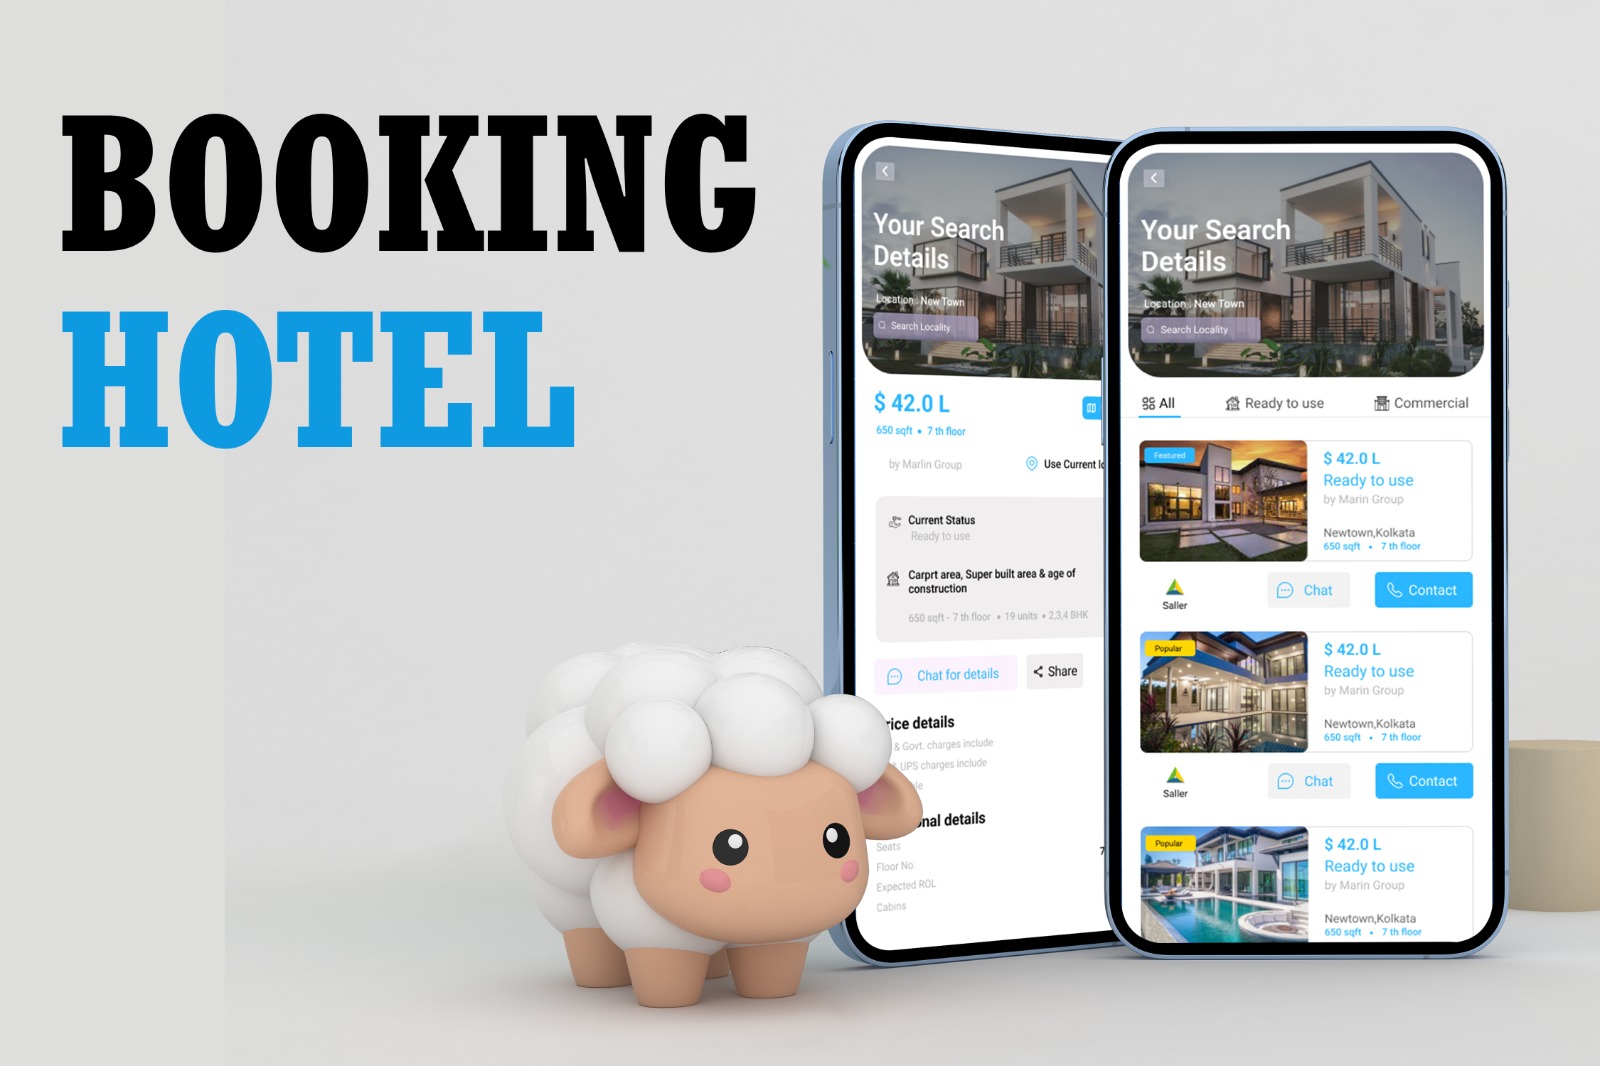 BOOKING
HOTEL
Your Search
Details
Location : New Town
Search Locality
$ 42.0 L
650 sqft • 7 th floor
by Marlin Group
Use Current lo
Current Status
Ready to use
Carprt area, Super built area & age of
construction
650 sqft - 7 th floor • 19 units • 2,3,4 BHK
Chat for details
Share
rice details
& Govt. charges include
UPS charges include
le
onal details
Seats
7
Floor No.
Expected ROL
Cabins
Your Search
Details
Location : New Town
Search Locality
All
Ready to use
Commercial
Featured
$ 42.0 L
Ready to use
by Marin Group
Newtown,Kolkata
650 sqft • 7 th floor
Saller
Chat
Contact
Popular
$ 42.0 L
Ready to use
by Marin Group
Newtown,Kolkata
650 sqft • 7 th floor
Saller
Chat
Contact
Popular
$ 42.0 L
Ready to use
by Marin Group
Newtown,Kolkata
650 sqft • 7 th floor